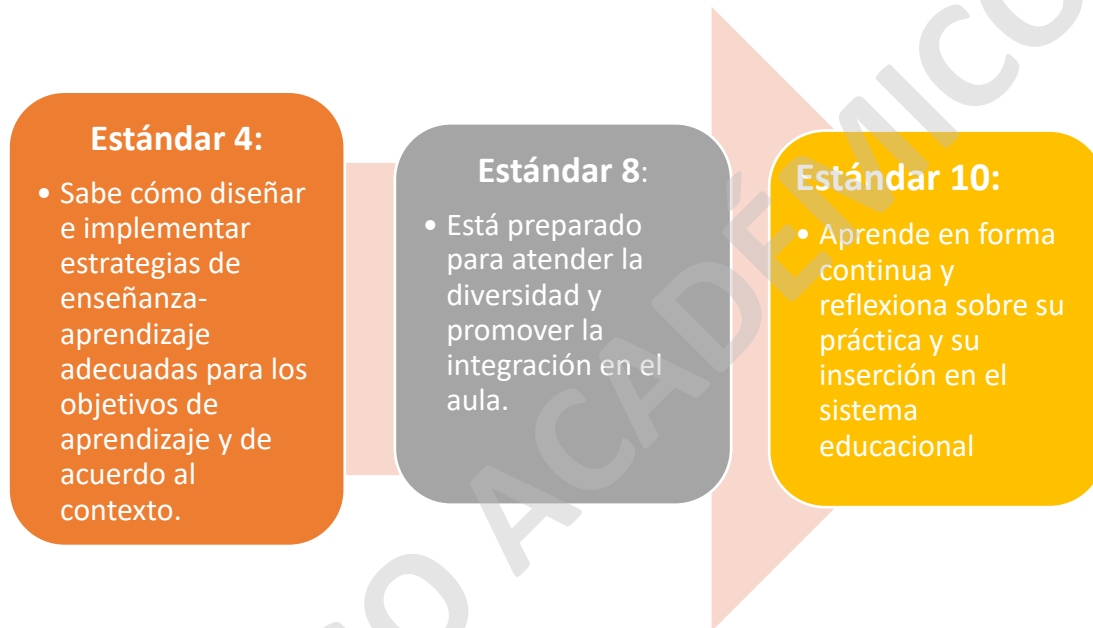 Estándar 4:
• Sabe cómo diseñar
e implementar
estrategias de
enseñanza-
aprendizaje
adecuadas para los
objetivos de
aprendizaje y de
acuerdo al
contexto.
Estándar 8:
• Está preparado
para atender la
diversidad y
promover la
integración en el
aula.
Estándar 10:
• Aprende en forma
continua y
reflexiona sobre su
práctica y su
inserción en el
sistema
educacional
O ACADÉMICO